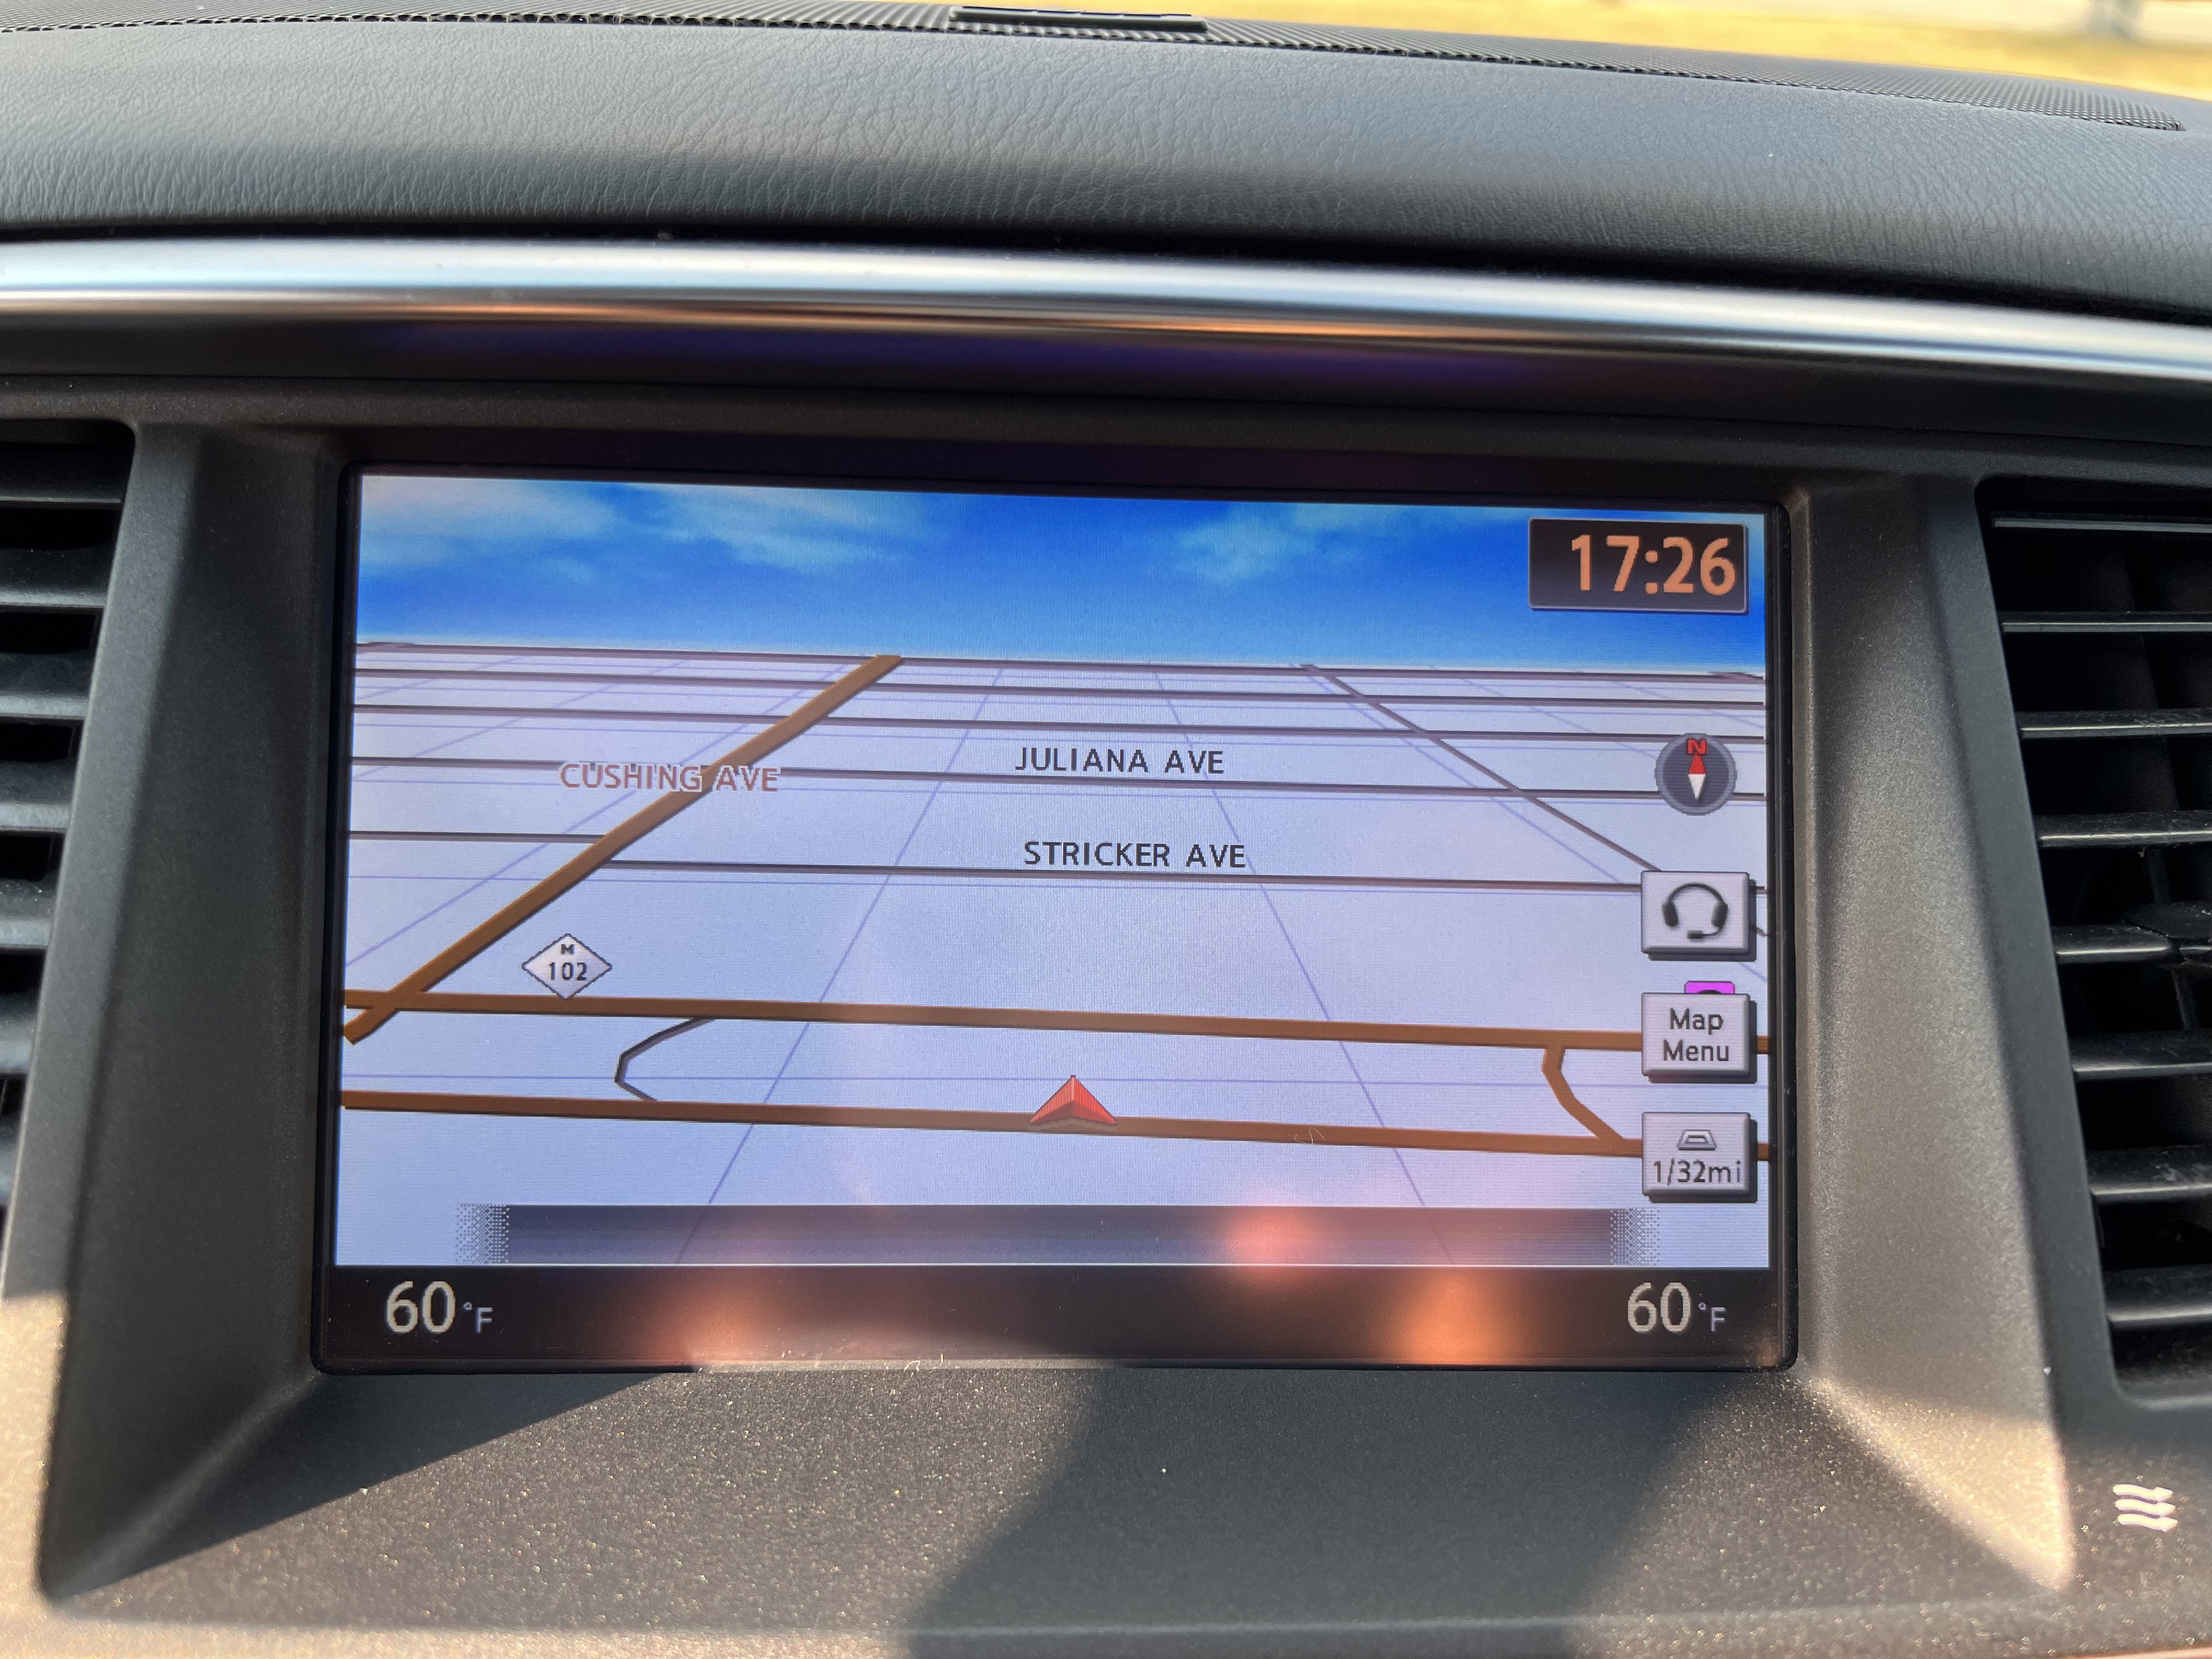 17:26
N
JULIANA AVE
CUSHING AVE
STRICKER AVE
M
102
Map
Menu
1/32mi
60°F
60°F